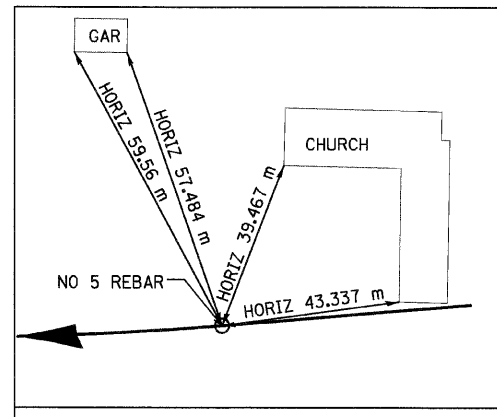 GAR
HORIZ 59.56 m
HORIZ 57.484 m
CHURCH
HORIZ 39.467 m
NO 5 REBAR
HORIZ 43.337 m